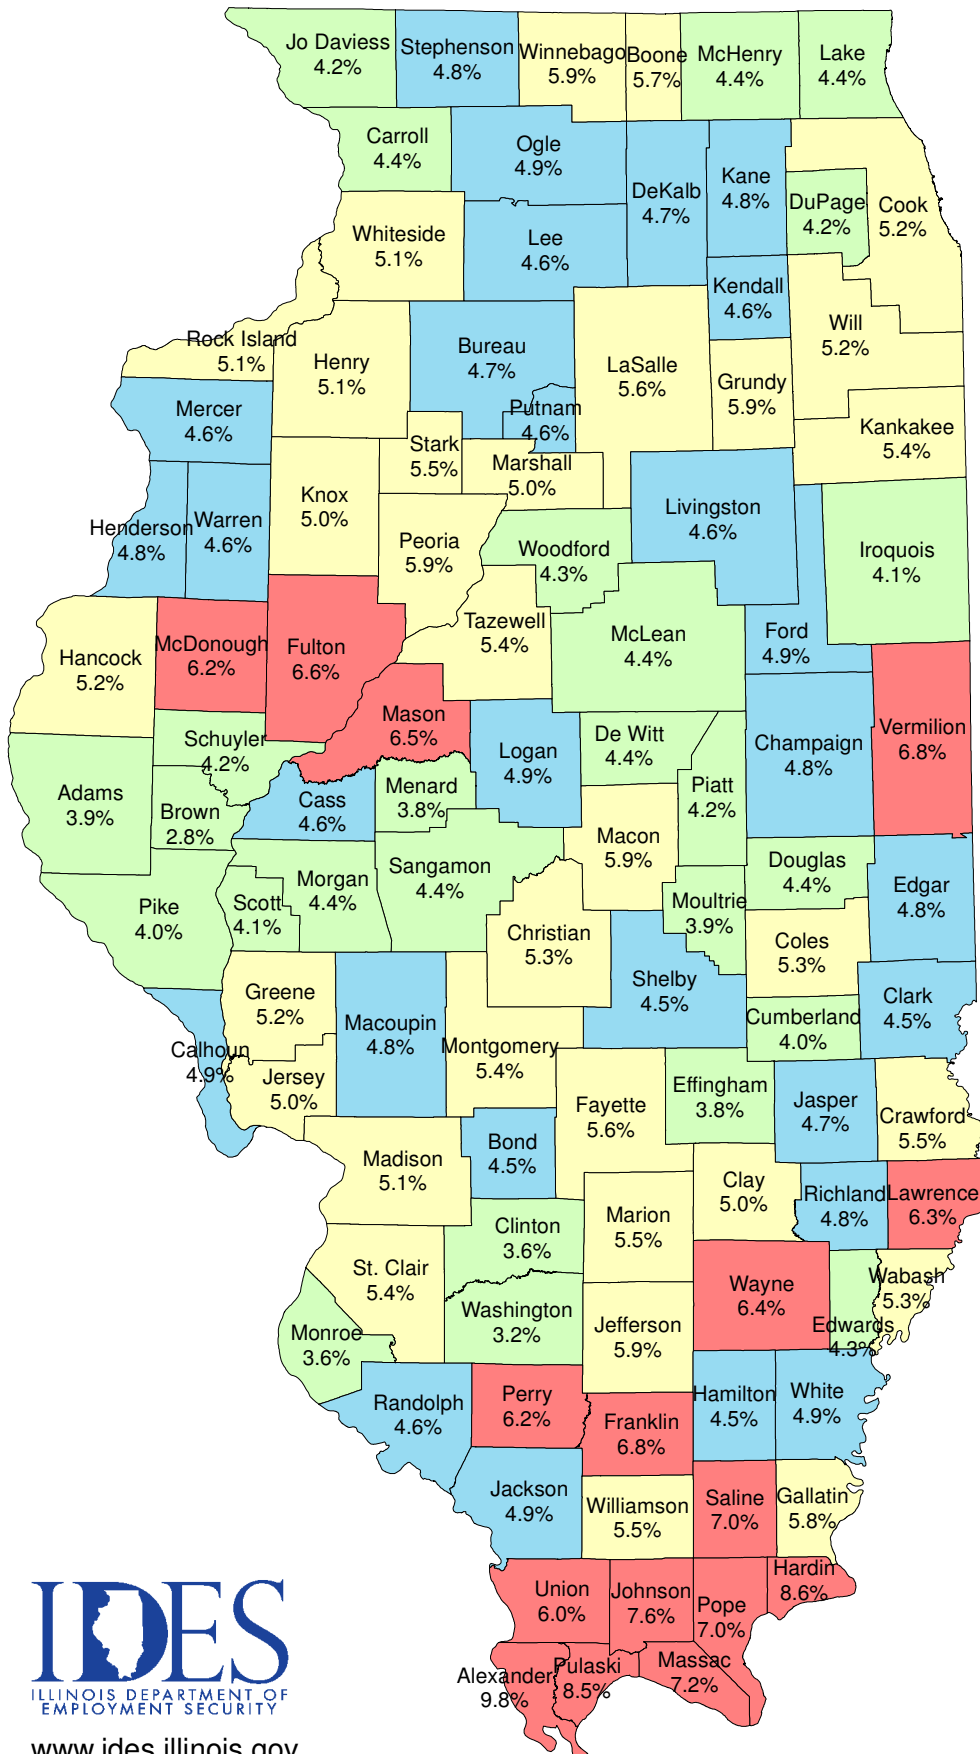 Jo Daviess
4.2%
Stephenson
4.8%
Winnebago
5.9%
Boone
5.7%
McHenry
4.4%
Lake
4.4%
Carroll
4.4%
Ogle
4.9%
DeKalb
4.7%
Kane
4.8%
DuPage
4.2%
Cook
5.2%
Whiteside
5.1%
Lee
4.6%
Kendall
4.6%
Will
5.2%
Rock Island
5.1%
Henry
5.1%
Bureau
4.7%
LaSalle
5.6%
Grundy
5.9%
Mercer
4.6%
Putnam
4.6%
Kankakee
5.4%
Stark
5.5%
Marshall
5.0%
Knox
5.0%
Henderson
4.8%
Warren
4.6%
Peoria
5.9%
Woodford
4.3%
Livingston
4.6%
Iroquois
4.1%
Hancock
5.2%
McDonough
6.2%
Fulton
6.6%
Tazewell
5.4%
McLean
4.4%
Ford
4.9%
Mason
6.5%
Schuyler
4.2%
Logan
4.9%
De Witt
4.4%
Champaign
4.8%
Vermilion
6.8%
Adams
3.9%
Brown
2.8%
Cass
4.6%
Menard
3.8%
Piatt
4.2%
Macon
5.9%
Pike
4.0%
Scott
4.1%
Morgan
4.4%
Sangamon
4.4%
Christian
5.3%
Moultrie
3.9%
Douglas
4.4%
Edgar
4.8%
Coles
5.3%
Greene
5.2%
Macoupin
4.8%
Montgomery
5.4%
Shelby
4.5%
Cumberland
4.0%
Clark
4.5%
Calhoun
4.9%
Jersey
5.0%
Fayette
5.6%
Effingham
3.8%
Jasper
4.7%
Crawford
5.5%
Madison
5.1%
Bond
4.5%
Clay
5.0%
Richland
4.8%
Lawrence
6.3%
Clinton
3.6%
Marion
5.5%
St. Clair
5.4%
Wayne
6.4%
Wabash
5.3%
Edwards
4.3%
Monroe
3.6%
Washington
3.2%
Jefferson
5.9%
Randolph
4.6%
Perry
6.2%
Franklin
6.8%
Hamilton
4.5%
White
4.9%
Jackson
4.9%
Williamson
5.5%
Saline
7.0%
Gallatin
5.8%
Union
6.0%
Johnson
7.6%
Pope
7.0%
Hardin
8.6%
Alexander
9.8%
Pulaski
8.5%
Massac
7.2%
IDES
ILLINOIS DEPARTMENT OF
EMPLOYMENT SECURITY
www.ides.illinois.gov